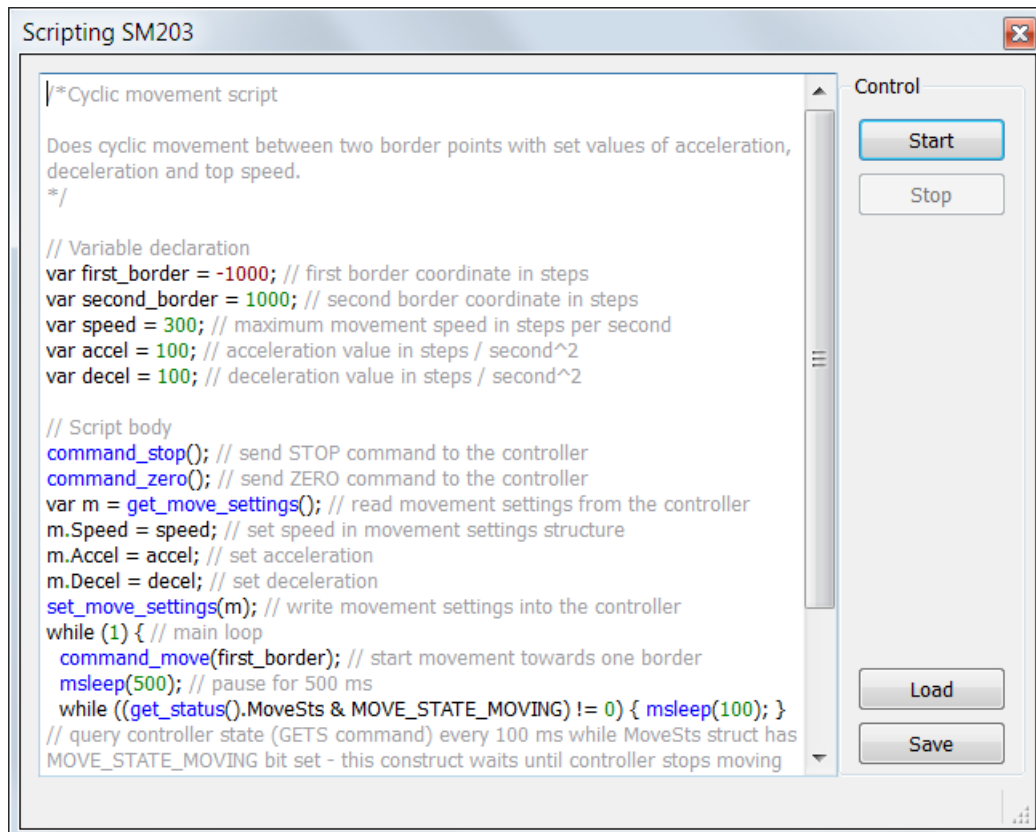 Scripting SM203
/*Cyclic movement script
Does cyclic movement between two border points with set values of acceleration,
deceleration and top speed.
*/
// Variable declaration
var first_border = -1000; // first border coordinate in steps
var second_border = 1000; // second border coordinate in steps
var speed = 300; // maximum movement speed in steps per second
var accel = 100; // acceleration value in steps / second^2
var decel = 100; // deceleration value in steps / second^2
// Script body
command_stop(); // send STOP command to the controller
command_zero(); // send ZERO command to the controller
var m = get_move_settings(); // read movement settings from the controller
m.Speed = speed; // set speed in movement settings structure
m.Accel = accel; // set acceleration
m.Decel = decel; // set deceleration
set_move_settings(m); // write movement settings into the controller
while (1) { // main loop
command_move(first_border); // start movement towards one border
msleep(500); // pause for 500 ms
while ((get_status().MoveSts & MOVE_STATE_MOVING) != 0) { msleep(100); }
// query controller state (GETS command) every 100 ms while MoveSts struct has
MOVE_STATE_MOVING bit set - this construct waits until controller stops moving
Control
Start
Stop
Load
Save